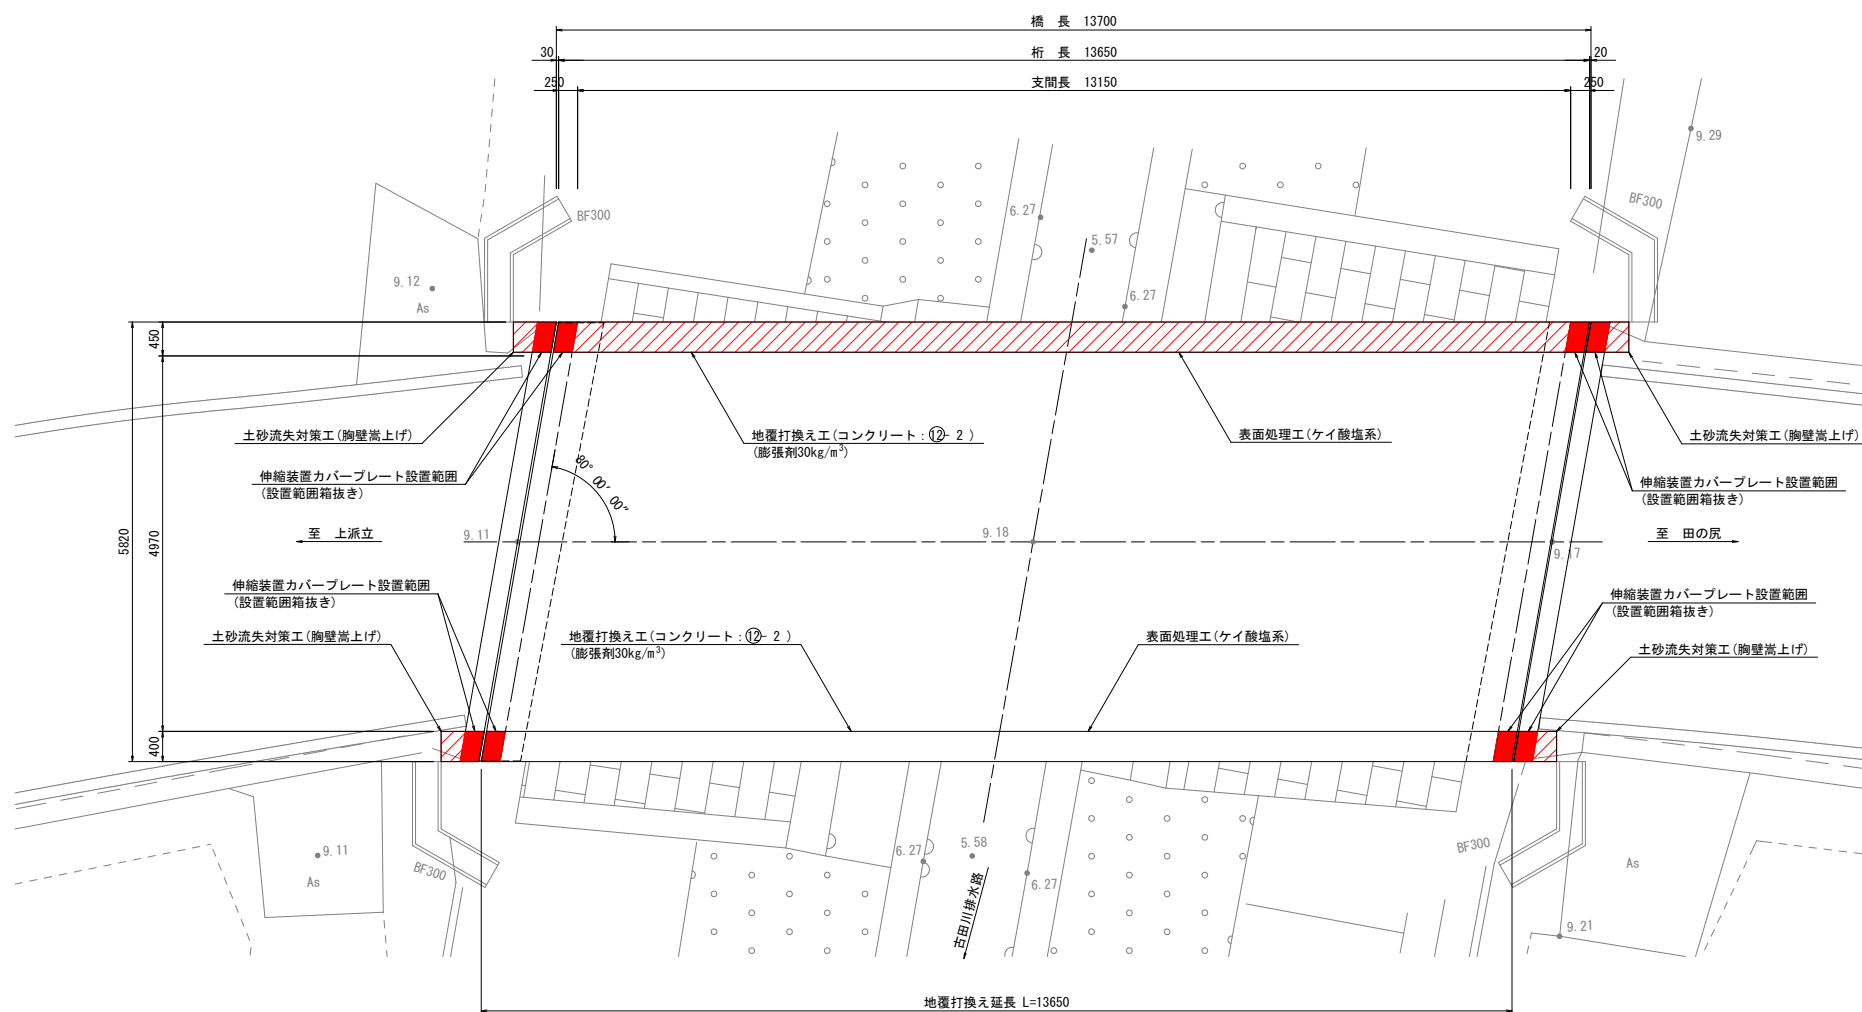 橋 長 13700
30
桁 長 13650
20
250
支間長 13150
250
9.29
BF300
BF300
6.27
5.57
9.12
As
6.27
450
土砂流失対策工(胸壁嵩上げ)
地覆打換え工(コンクリート:⑫-2)
(膨張剤30kg/m³)
表面処理工(ケイ酸塩系)
土砂流失対策工(胸壁嵩上げ)
伸縮装置カバープレート設置範囲
(設置範囲箱抜き)
80° 00′ 00″
伸縮装置カバープレート設置範囲
(設置範囲箱抜き)
5820
4970
至 上派立
9.11
9.18
9.17
至 田の尻
伸縮装置カバープレート設置範囲
(設置範囲箱抜き)
伸縮装置カバープレート設置範囲
(設置範囲箱抜き)
土砂流失対策工(胸壁嵩上げ)
地覆打換え工(コンクリート:⑫-2)
(膨張剤30kg/m³)
表面処理工(ケイ酸塩系)
土砂流失対策工(胸壁嵩上げ)
400
9.11
As
BF300
6.27
5.58
6.27
BF300
As
古田川排水路
9.21
地覆打換え延長 L=13650